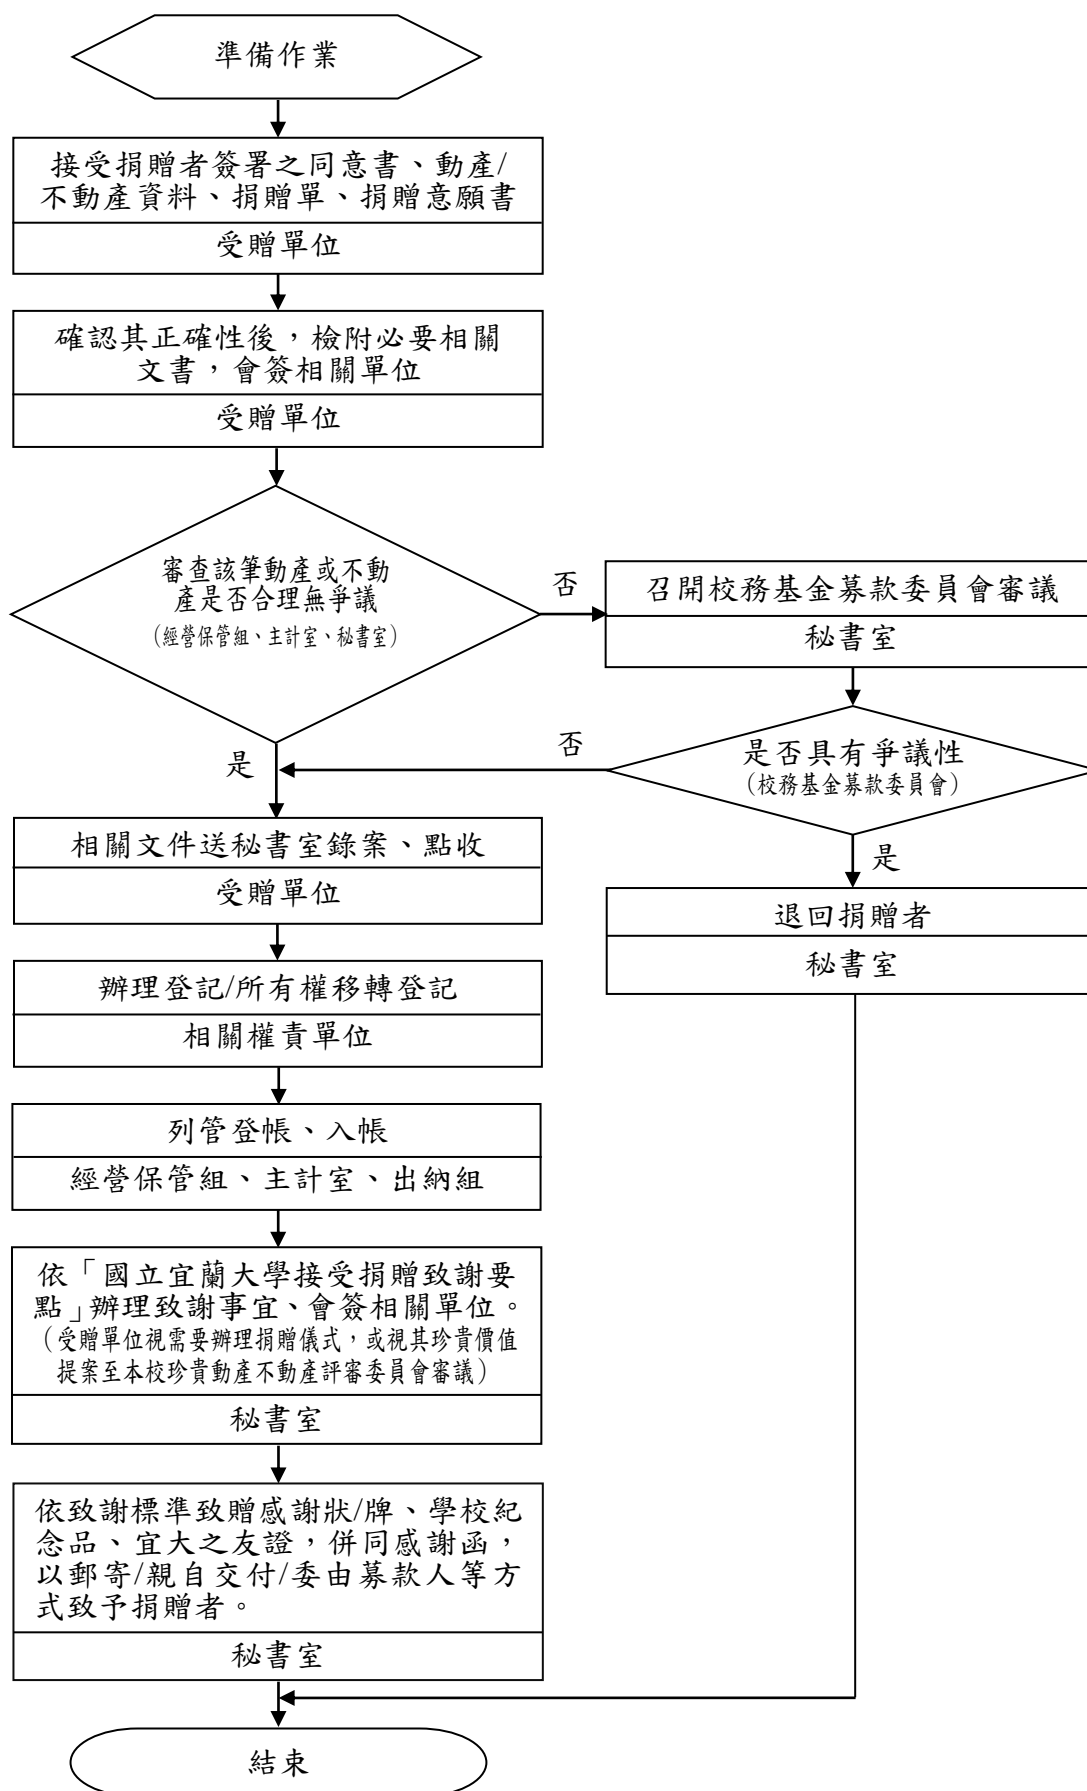 準備作業
接受捐贈者簽署之同意書、動產/
不動產資料、捐贈單、捐贈意願書
受贈單位
確認其正確性後，檢附必要相關
文書，會簽相關單位
受贈單位
審查該筆動產或不動
產是否合理無爭議
（經營保管組、主計室、秘書室）
否
召開校務基金募款委員會審議
秘書室
是否具有爭議性
（校務基金募款委員會）
否
是
是
退回捐贈者
秘書室
相關文件送秘書室錄案、點收
受贈單位
辦理登記/所有權移轉登記
相關權責單位
列管登帳、入帳
經營保管組、主計室、出納組
依「國立宜蘭大學接受捐贈致謝要
點」辦理致謝事宜、會簽相關單位。
（受贈單位視需要辦理捐贈儀式，或視其珍貴價值
提案至本校珍貴動產不動產評審委員會審議）
秘書室
依致謝標準致贈感謝狀/牌、學校紀
念品、宜大之友證，併同感謝函，
以郵寄/親自交付/委由募款人等方
式致予捐贈者。
秘書室
結束